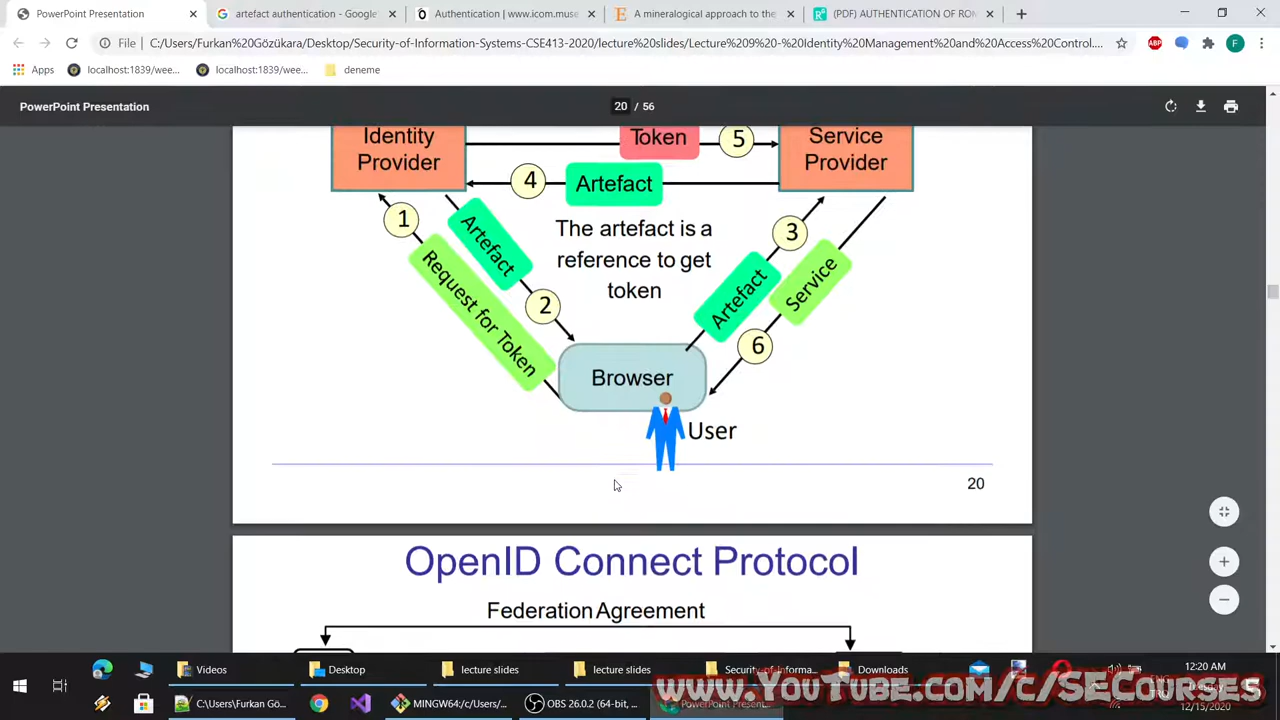 PowerPoint Presentation
artefact authentication - Google
Authentication | www.icom.muse
A mineralogical approach to the
(PDF) AUTHENTICATION OF RON
File
C:/Users/Furkan%20Gözükara/Desktop/Security-of-Information-Systems-CSE413-2020/lecture%20slides/Lecture%209%20-%20Identity%20Management%20and%20Access%20Control....
ABP
F
Apps
localhost:1839/wee...
localhost:1839/wee...
deneme
PowerPoint Presentation
20 / 56
Identity
Provider
Token
5
Service
Provider
4
Artefact
1
Artefact
The artefact is a
reference to get
token
3
Request for Token
2
Artefact
Service
6
Browser
User
20
OpenID Connect Protocol
Federation Agreement
Videos
Desktop
lecture slides
lecture slides
Security-of-Informa...
Downloads
12:20 AM
C:\Users\Furkan Gö...
MINGW64:/c/Users/...
OBS 26.0.2 (64-bit, ...
PowerPoint Present...
12/15/2020
www.YouTube.com/c/SECourses